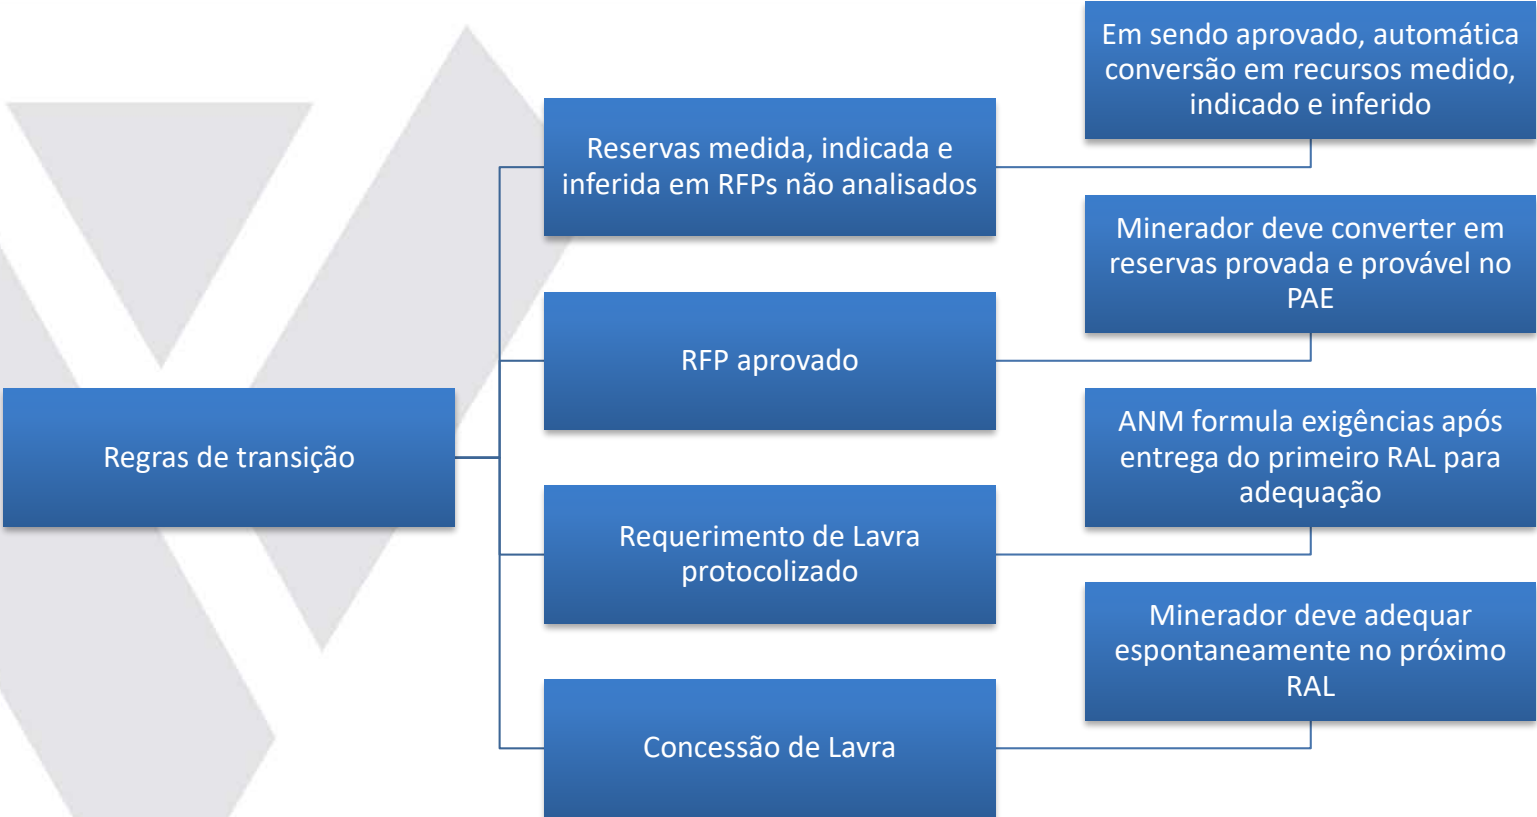 Regras de transição
Reservas medida, indicada e
inferida em RFPs não analisados
Em sendo aprovado, automática
conversão em recursos medido,
indicado e inferido
RFP aprovado
Minerador deve converter em
reservas provada e provável no
PAE
Requerimento de Lavra
protocolizado
ANM formula exigências após
entrega do primeiro RAL para
adequação
Concessão de Lavra
Minerador deve adequar
espontaneamente no próximo
RAL